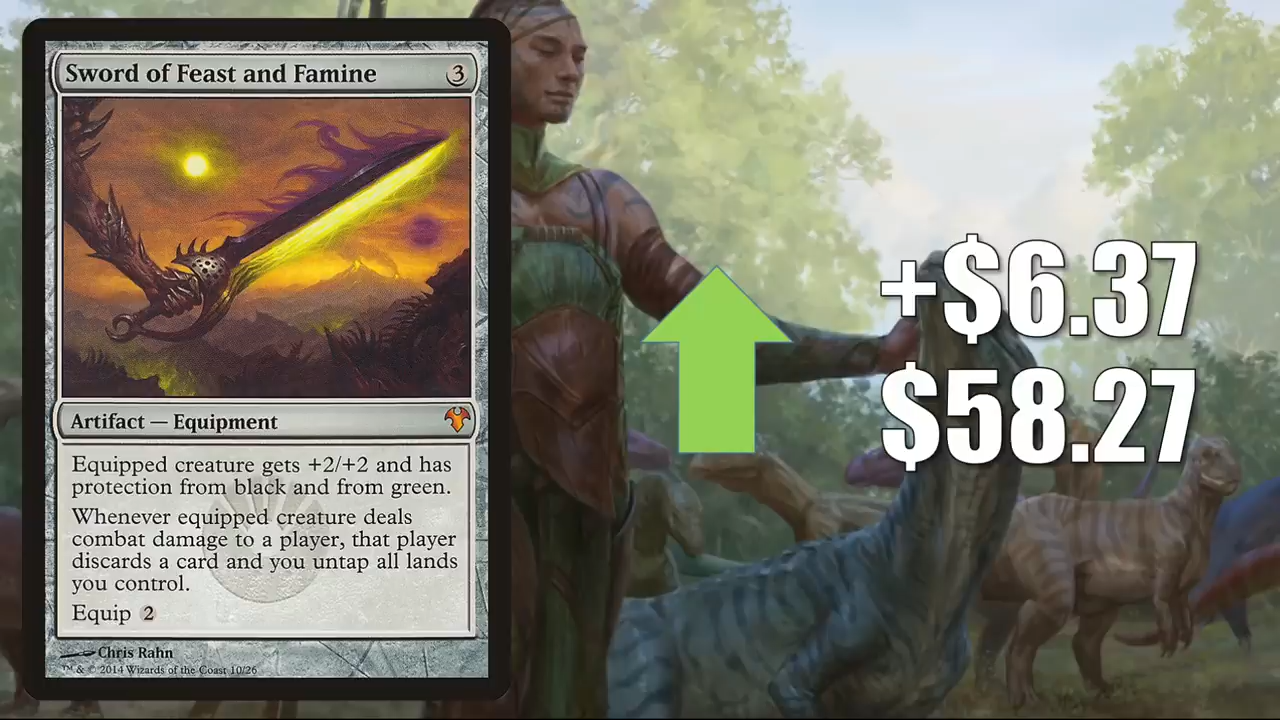 Sword of Feast and Famine 3
Artifact — Equipment
Equipped creature gets +2/+2 and has
protection from black and from green.
Whenever equipped creature deals
combat damage to a player, that player
discards a card and you untap all lands
you control.
Equip 2
Chris Rahn
™ & © 2014 Wizards of the Coast 10/26
+$6.37
$58.27